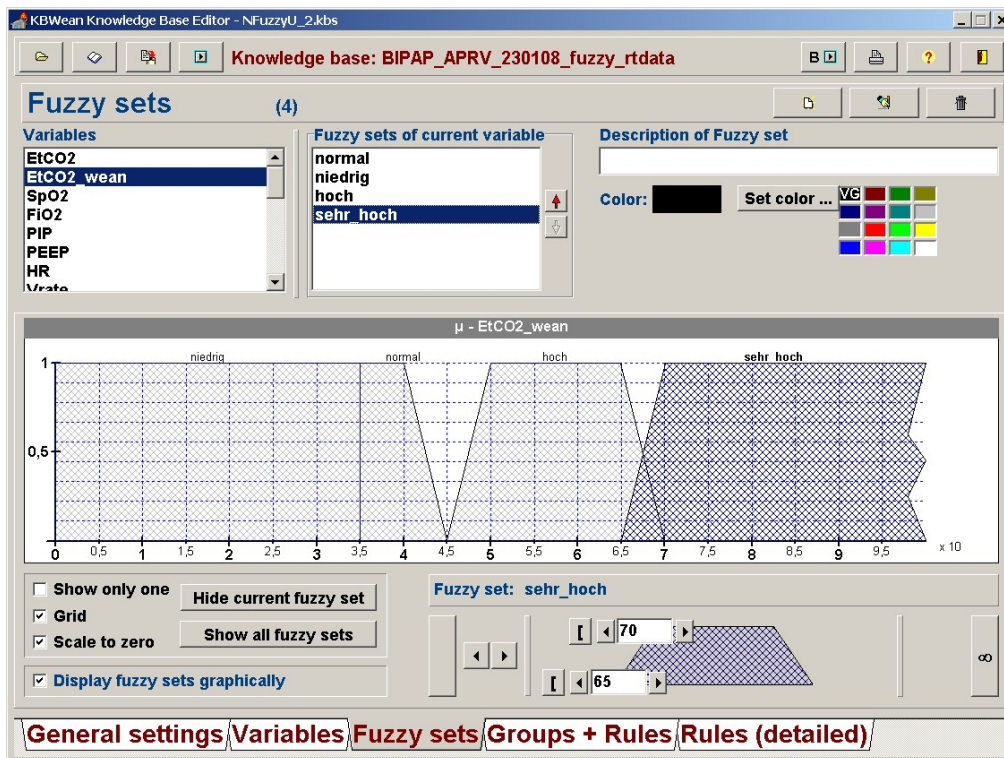 KBWean Knowledge Base Editor - NFuzzyU_2.kbs
Knowledge base: BIPAP_APRV_230108_fuzzy_rtdata
B
?
Fuzzy sets (4)
Variables
EtCO2
EtCO2_wean
SpO2
FiO2
PIP
PEEP
HR
Vrate
Fuzzy sets of current variable
normal
niedrig
hoch
sehr_hoch
Description of Fuzzy set
Color:
Set color ...
VG
µ - EtCO2_wean
niedrig normal hoch sehr_hoch
1
0,5
0 0,5 1 1,5 2 2,5 3 3,5 4 4,5 5 5,5 6 6,5 7 7,5 8 8,5 9 9,5 x 10
Show only one
Grid
Scale to zero
Hide current fuzzy set
Show all fuzzy sets
Display fuzzy sets graphically
Fuzzy set: sehr_hoch
[ 70
[ 65
∞
General settings Variables Fuzzy sets Groups + Rules Rules (detailed)